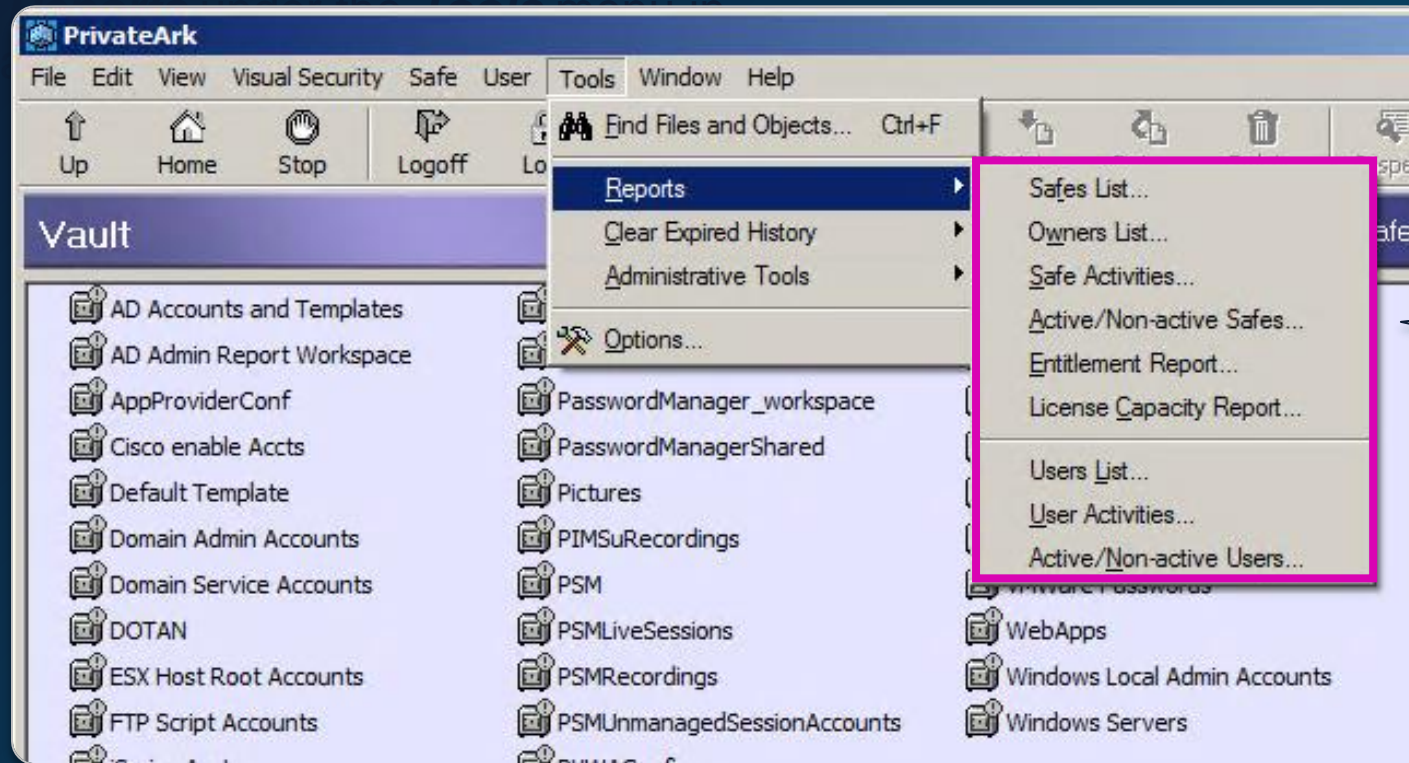 PrivateArk
File Edit View Visual Security Safe User Tools Window Help
Up Home Stop Logoff
Find Files and Objects... Ctrl+F
Reports
Clear Expired History
Administrative Tools
Options...
Safes List...
Owners List...
Safe Activities...
Active/Non-active Safes...
Entitlement Report...
License Capacity Report...
Users List...
User Activities...
Active/Non-active Users...
Vault
AD Accounts and Templates
AD Admin Report Workspace
AppProviderConf
Cisco enable Accts
Default Template
Domain Admin Accounts
Domain Service Accounts
DOTAN
ESX Host Root Accounts
FTP Script Accounts
PasswordManager_workspace
PasswordManagerShared
Pictures
PIMSuRecordings
PSM
PSMLiveSessions
PSMRecordings
PSMUnmanagedSessionAccounts
WebApps
Windows Local Admin Accounts
Windows Servers